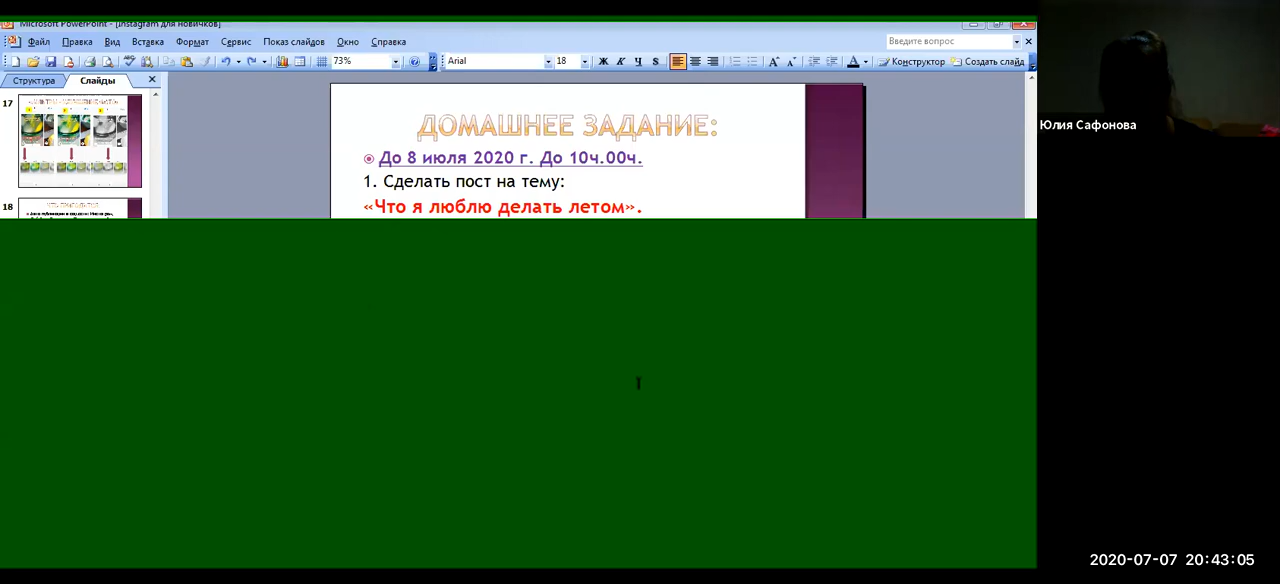 Microsoft PowerPoint - [Instagram для новичков]
Файл Правка Вид Вставка Формат Сервис Показ слайдов Окно Справка
Введите вопрос
73%
Arial
18
Ж К Ч S
Конструктор
Создать слайд
Структура
Слайды
17
18
ДОМАШНЕЕ ЗАДАНИЕ:
До 8 июля 2020 г. До 10ч.00ч.
1. Сделать пост на тему:
«Что я люблю делать летом».
Юлия Сафонова
2020-07-07 20:43:05